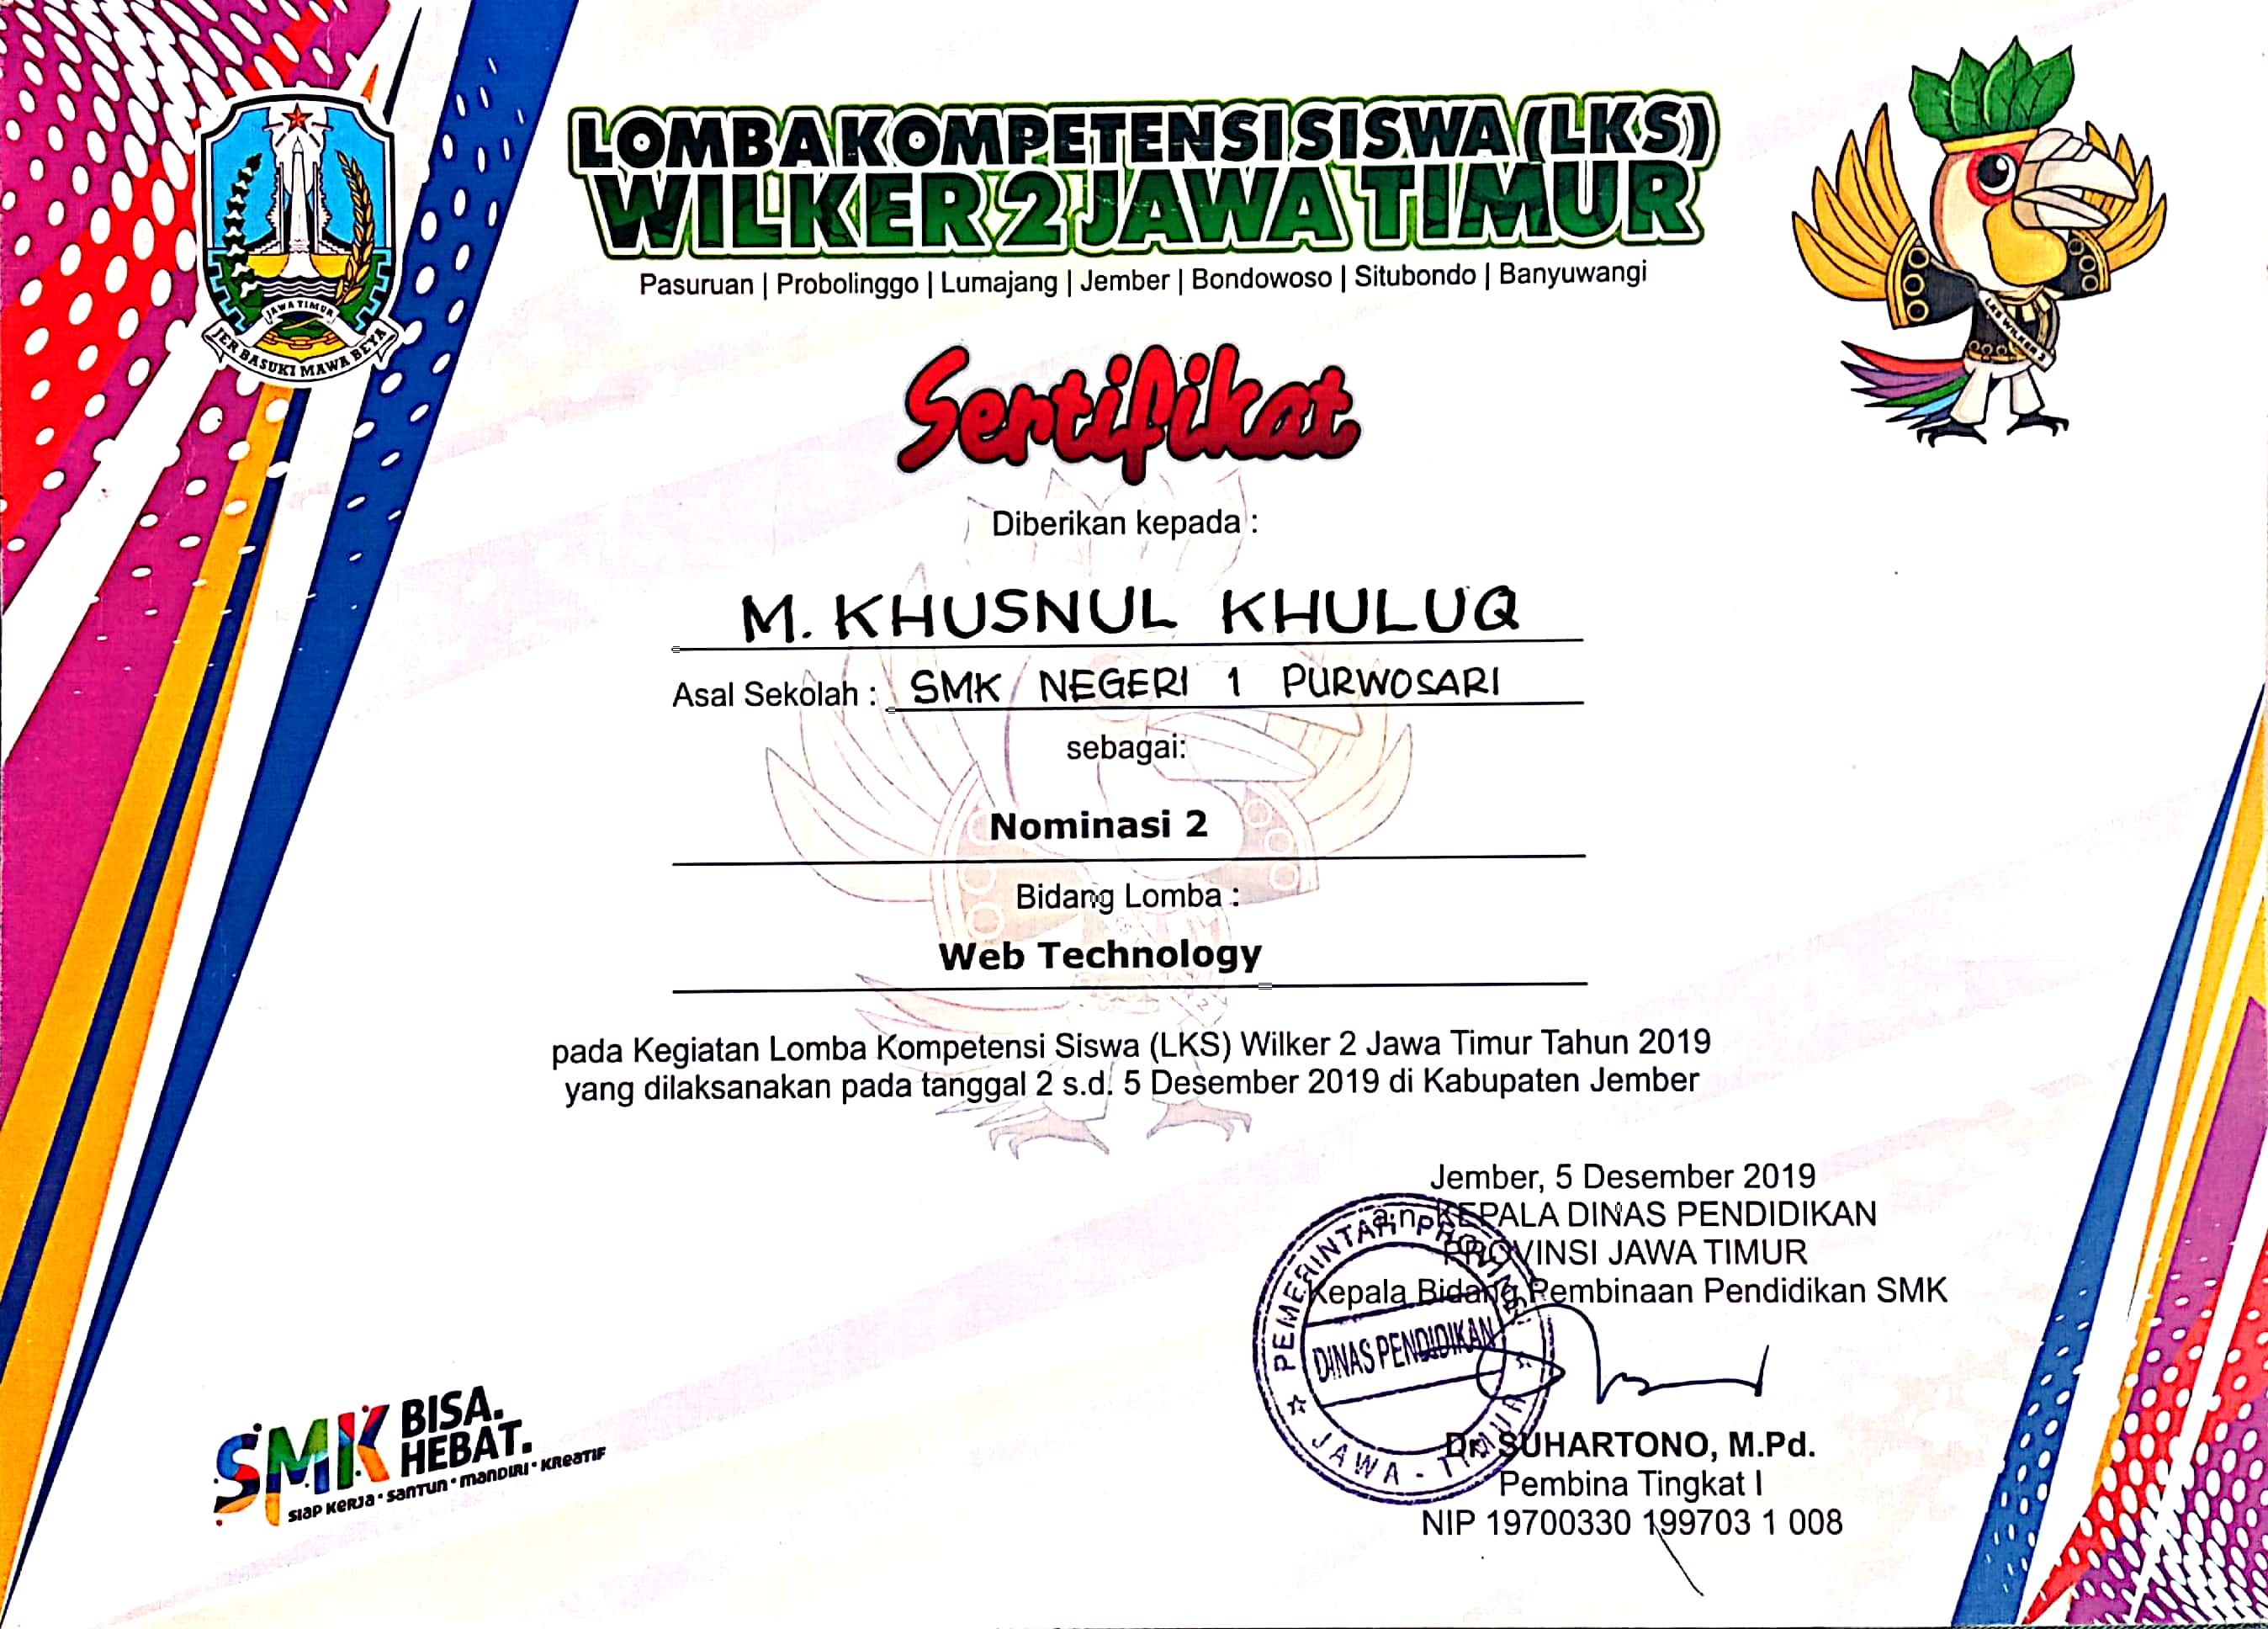 LOMBA KOMPETENSI SISWA (LKS)
WILKER 2 JAWA TIMUR
Pasuruan | Probolinggo | Lumajang | Jember | Bondowoso | Situbondo | Banyuwangi
JAWA TIMUR
JER BASUKI MAWA BEYA
LKS WILKER 2
Sertifikat
Diberikan kepada :
M. KHUSNUL KHULUQ
Asal Sekolah : SMK NEGERI 1 PURWOSARI
sebagai:
Nominasi 2
Bidang Lomba :
Web Technology
pada Kegiatan Lomba Kompetensi Siswa (LKS) Wilker 2 Jawa Timur Tahun 2019
yang dilaksanakan pada tanggal 2 s.d. 5 Desember 2019 di Kabupaten Jember
Jember, 5 Desember 2019
a.n. KEPALA DINAS PENDIDIKAN
PROVINSI JAWA TIMUR
Kepala Bidang Pembinaan Pendidikan SMK
PEMERINTAH PROVINSI
DINAS PENDIDIKAN
JAWA - TIMUR
Dr. SUHARTONO, M.Pd.
Pembina Tingkat I
NIP 19700330 199703 1 008
SMK BISA.
HEBAT.
SIAP KERJA • SANTUN • MANDIRI • KREATIF